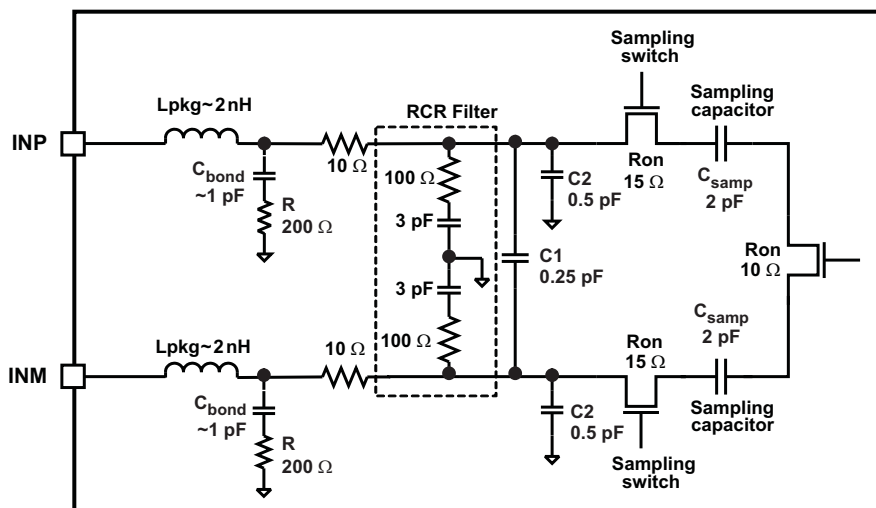 Sampling
switch
Sampling
capacitor
Lpkg~2 nH
RCR Filter
INP
10 Ω
Cbond
~1 pF
100 Ω
Ron
15 Ω
Csamp
2 pF
C2
0.5 pF
R
200 Ω
3 pF
C1
0.25 pF
Ron
10 Ω
3 pF
Csamp
2 pF
Lpkg~2nH
10 Ω
100 Ω
Ron
15 Ω
INM
Cbond
~1 pF
C2
0.5 pF
Sampling
capacitor
R
200 Ω
Sampling
switch